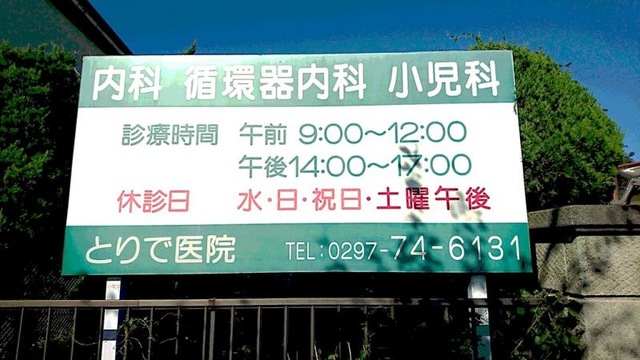 内科 循環器内科 小児科
診療時間 午前 9:00〜12:00
午後14:00〜17:00
休診日 水・日・祝日・土曜午後
とりで医院 TEL:0297-74-6131